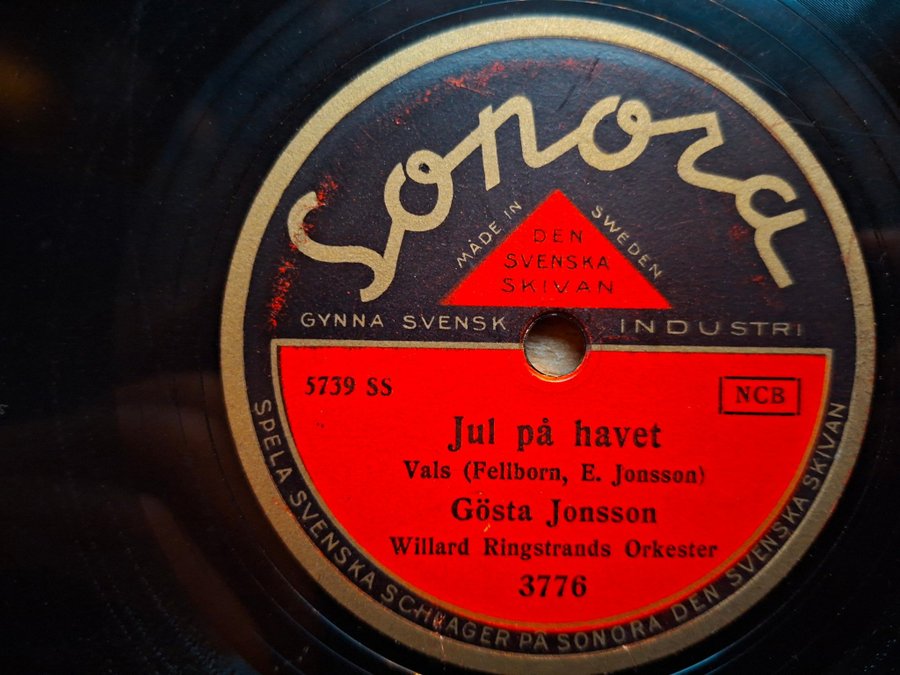 Sonora
MADE IN SWEDEN
DEN
SVENSKA
SKIVAN
GYNNA SVENSK INDUSTRI
5739 SS
NCB
Jul på havet
Vals (Fellborn, E. Jonsson)
Gösta Jonsson
Willard Ringstrands Orkester
3776
SPELA SVENSKA SCHLAGER PÅ SONORA DEN SVENSKA SKIVAN